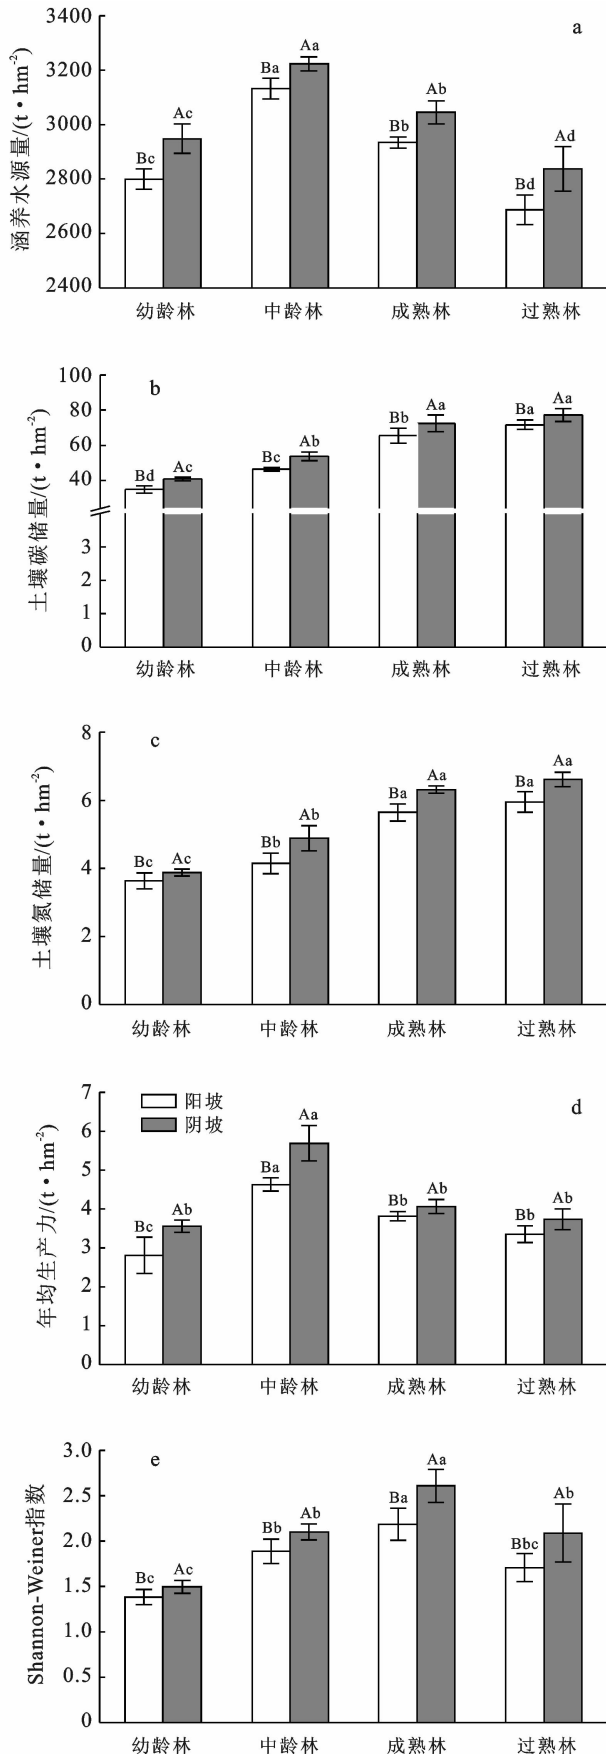 a
涵养水源量/(t·hm⁻²)
3400
3200
3000
2800
2600
2400
Bc Ac Ba Aa Bb Ab Bd Ad
幼龄林 中龄林 成熟林 过熟林
b
土壤碳储量/(t·hm⁻²)
100
80
60
40
3
2
1
0
Bd Ac Bc Ab Bb Aa Ba Aa
幼龄林 中龄林 成熟林 过熟林
c
土壤氮储量/(t·hm⁻²)
8
6
4
2
0
Bc Ac Bb Ab Ba Aa Ba Aa
幼龄林 中龄林 成熟林 过熟林
d
阳坡
阴坡
年均生产力/(t·hm⁻²)
7
6
5
4
3
2
1
0
Bc Ab Ba Aa Bb Ab Bb Ab
幼龄林 中龄林 成熟林 过熟林
e
Shannon-Weiner指数
3.0
2.5
2.0
1.5
1.0
0.5
0.0
Bc Ac Bb Ab Ba Aa Bbc Ab
幼龄林 中龄林 成熟林 过熟林